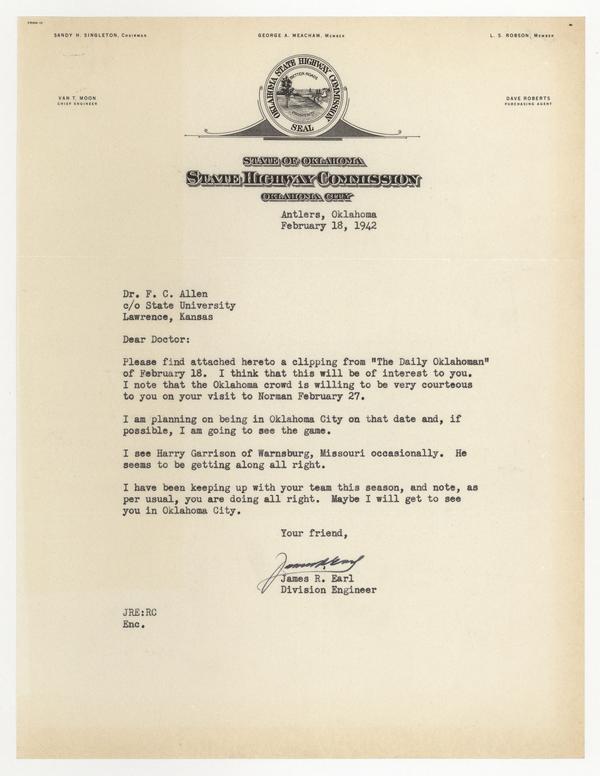 SANDY H. SINGLETON, CHAIRMAN
GEORGE A. MEACHAM, MEMBER
L. S. ROBSON, MEMBER
VAN T. MOON
CHIEF ENGINEER
DAVE ROBERTS
PURCHASING AGENT
OKLAHOMA STATE HIGHWAY COMMISSION
BETTER ROADS
SEAL
STATE OF OKLAHOMA
STATE HIGHWAY COMMISSION
OKLAHOMA CITY
Antlers, Oklahoma
February 18, 1942
Dr. F. C. Allen
c/o State University
Lawrence, Kansas
Dear Doctor:
Please find attached hereto a clipping from "The Daily Oklahoman"
of February 18. I think that this will be of interest to you.
I note that the Oklahoma crowd is willing to be very courteous
to you on your visit to Norman February 27.
I am planning on being in Oklahoma City on that date and, if
possible, I am going to see the game.
I see Harry Garrison of Warnsburg, Missouri occasionally. He
seems to be getting along all right.
I have been keeping up with your team this season, and note, as
per usual, you are doing all right. Maybe I will get to see
you in Oklahoma City.
Your friend,
James R. Earl
James R. Earl
Division Engineer
JRE:RC
Enc.